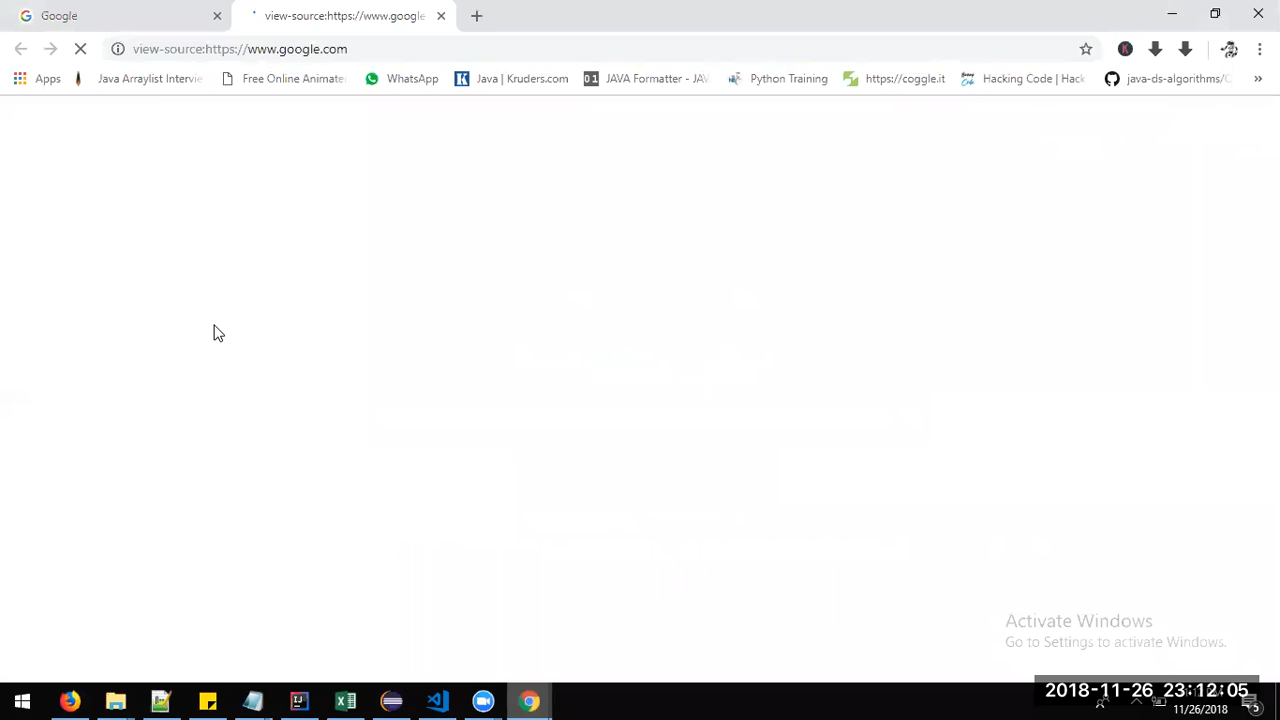 Google
view-source:https://www.google
view-source:https://www.google.com
Apps
Java Arraylist Intervie
Free Online Animate
WhatsApp
Java | Kruders.com
JAVA Formatter - JAV
Python Training
https://coggle.it
Hacking Code | Hack
java-ds-algorithms/C
Activate Windows
Go to Settings to activate Windows.
2018-11-26 23:12:05
11/26/2018
5